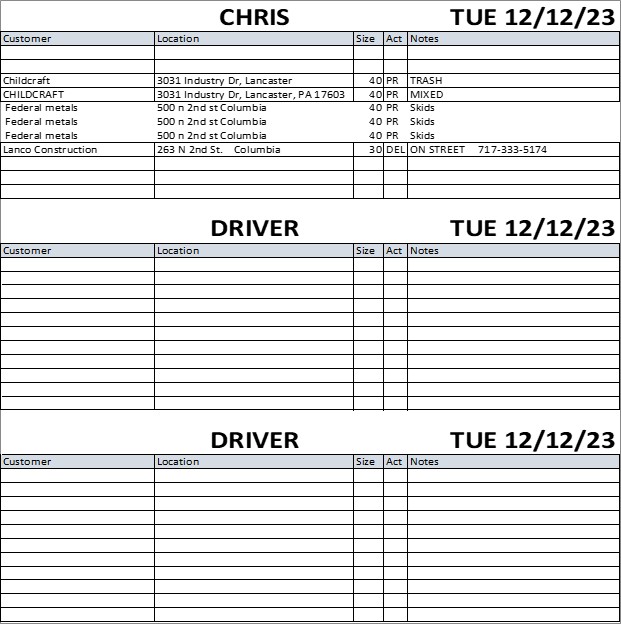 CHRIS TUE 12/12/23
Customer Location Size Act Notes
Childcraft 3031 Industry Dr, Lancaster 40 PR TRASH
CHILDCRAFT 3031 Industry Dr, Lancaster, PA 17603 40 PR MIXED
Federal metals 500 n 2nd st Columbia 40 PR Skids
Federal metals 500 n 2nd st Columbia 40 PR Skids
Federal metals 500 n 2nd st Columbia 40 PR Skids
Lanco Construction 263 N 2nd St. Columbia 30 DEL ON STREET 717-333-5174
DRIVER TUE 12/12/23
Customer Location Size Act Notes
DRIVER TUE 12/12/23
Customer Location Size Act Notes